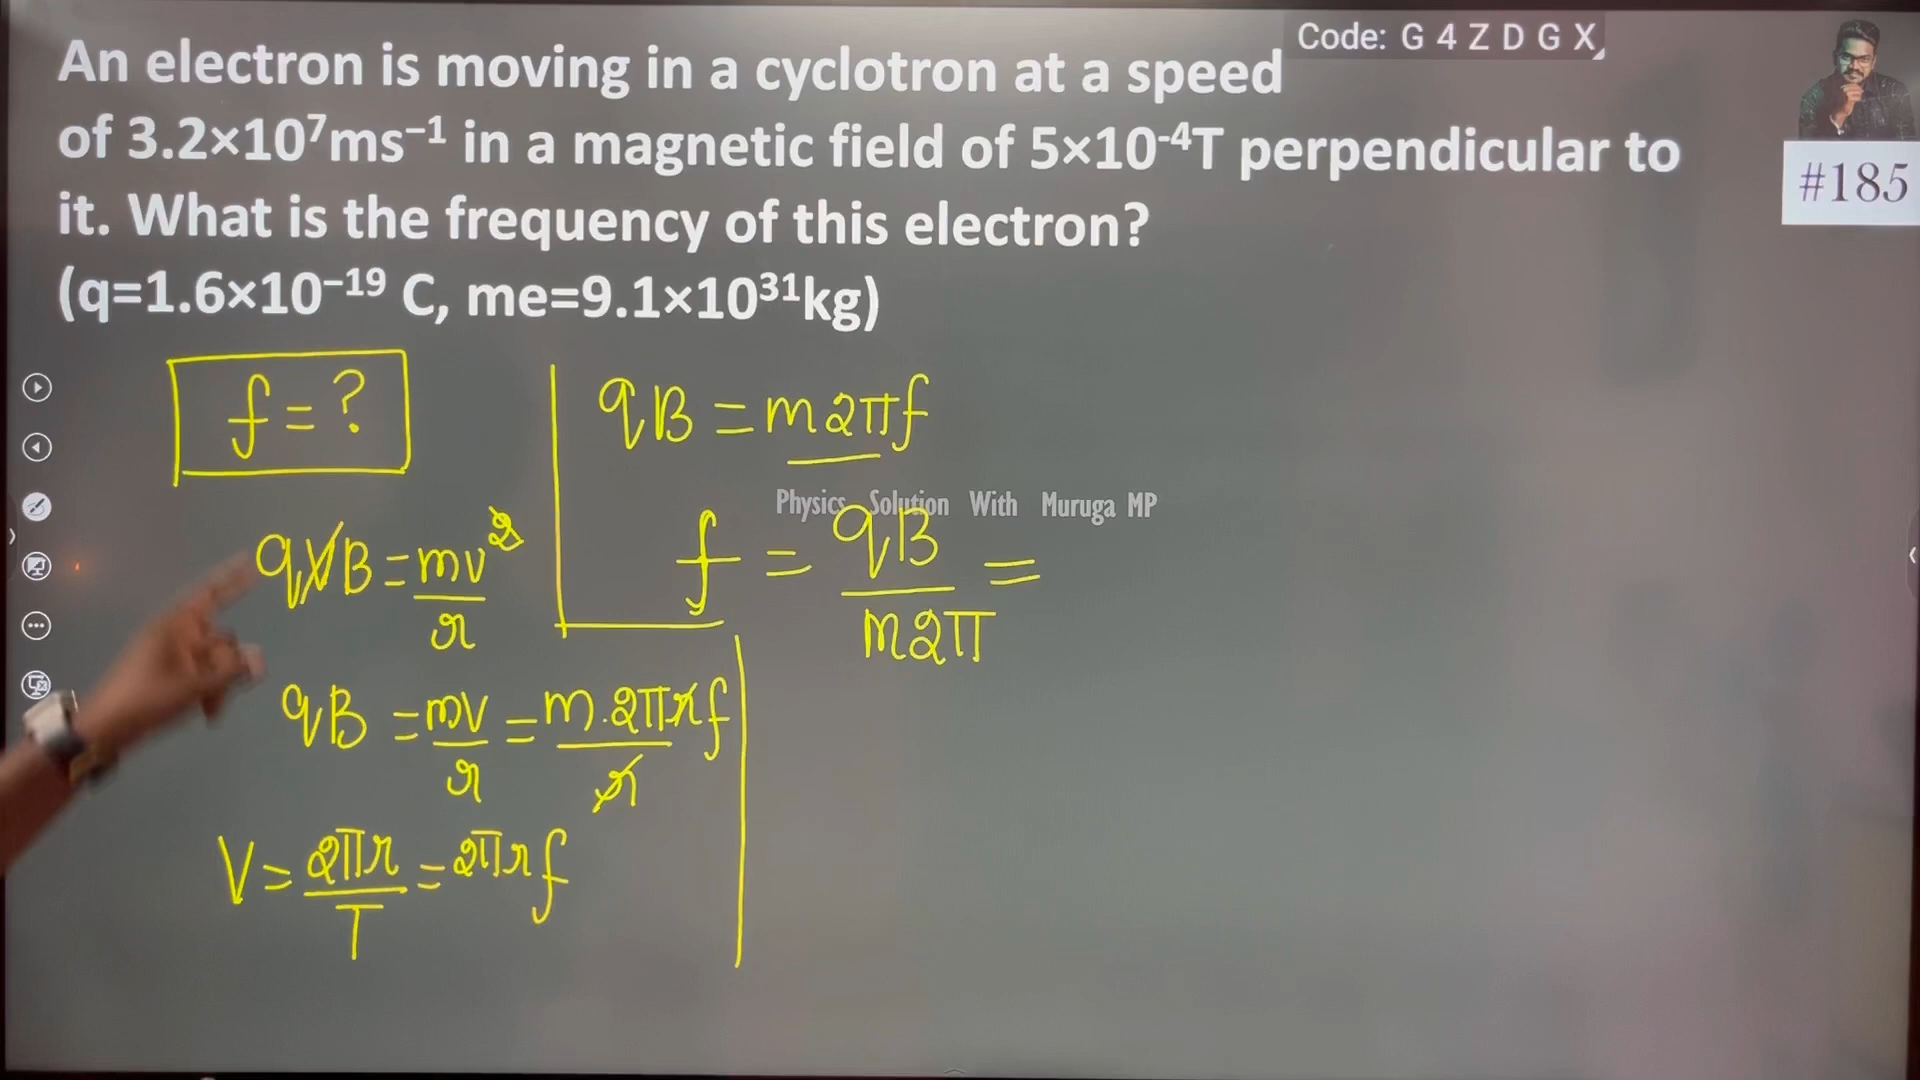 Code: G 4 Z D G X
An electron is moving in a cyclotron at a speed
of 3.2×10⁷ms⁻¹ in a magnetic field of 5×10⁻⁴T perpendicular to
it. What is the frequency of this electron?
(q=1.6×10⁻¹⁹ C, me=9.1×10³¹kg)
#185
f = ?
qvB = mv²/r
qB = mv/r = m.2πrf/r
V = 2πr/T = 2πrf
qB = m2πf
Physics Solution With Muruga MP
f = qB/m2π =